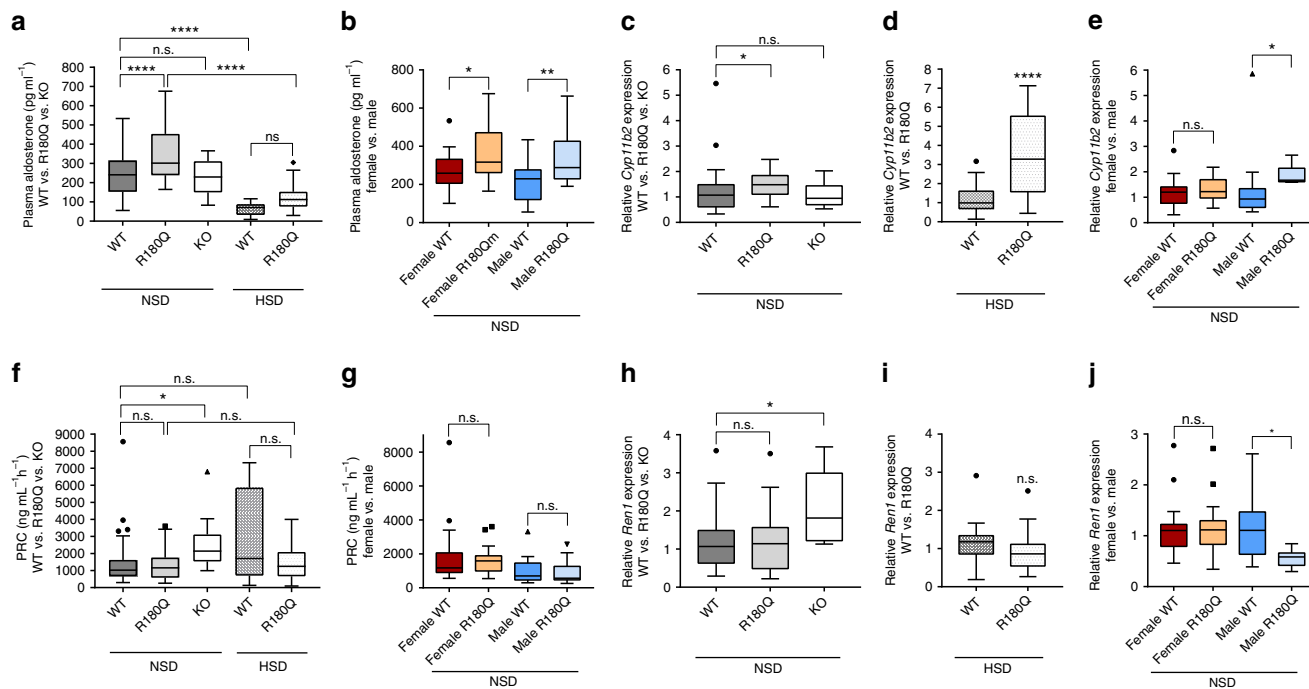 a
Plasma aldosterone (pg ml⁻¹)
WT vs. R180Q vs. KO
800
700
600
500
400
300
200
100
0
****
n.s.
****
****
ns
WT
R180Q
KO
WT
R180Q
NSD
HSD
b
Plasma aldosterone (pg ml⁻¹)
female vs. male
800
600
400
200
0
*
**
Female WT
Female R180Qm
Male WT
Male R180Q
NSD
c
Relative Cyp11b2 expression
WT vs. R180Q vs. KO
6
5
4
3
2
1
0
n.s.
*
WT
R180Q
KO
NSD
d
Relative Cyp11b2 expression
WT vs. R180Q
8
7
6
5
4
3
2
1
0
****
WT
R180Q
HSD
e
Relative Cyp11b2 expression
female vs. male
6
5
4
3
2
1
0
n.s.
*
Female WT
Female R180Q
Male WT
Male R180Q
NSD
f
PRC (ng mL⁻¹ h⁻¹)
WT vs. R180Q vs. KO
9000
8000
7000
6000
5000
4000
3000
2000
1000
0
n.s.
*
n.s.
n.s.
n.s.
WT
R180Q
KO
WT
R180Q
NSD
HSD
g
PRC (ng mL⁻¹ h⁻¹)
female vs. male
10000
8000
6000
4000
2000
0
n.s.
n.s.
Female WT
Female R180Q
Male WT
Male R180Q
NSD
h
Relative Ren1 expression
WT vs. R180Q vs. KO
5
4
3
2
1
0
*
n.s.
WT
R180Q
KO
NSD
i
Relative Ren1 expression
WT vs. R180Q
4
3
2
1
0
n.s.
WT
R180Q
HSD
j
Relative Ren1 expression
female vs. male
3
2
1
0
n.s.
*
Female WT
Female R180Q
Male WT
Male R180Q
NSD